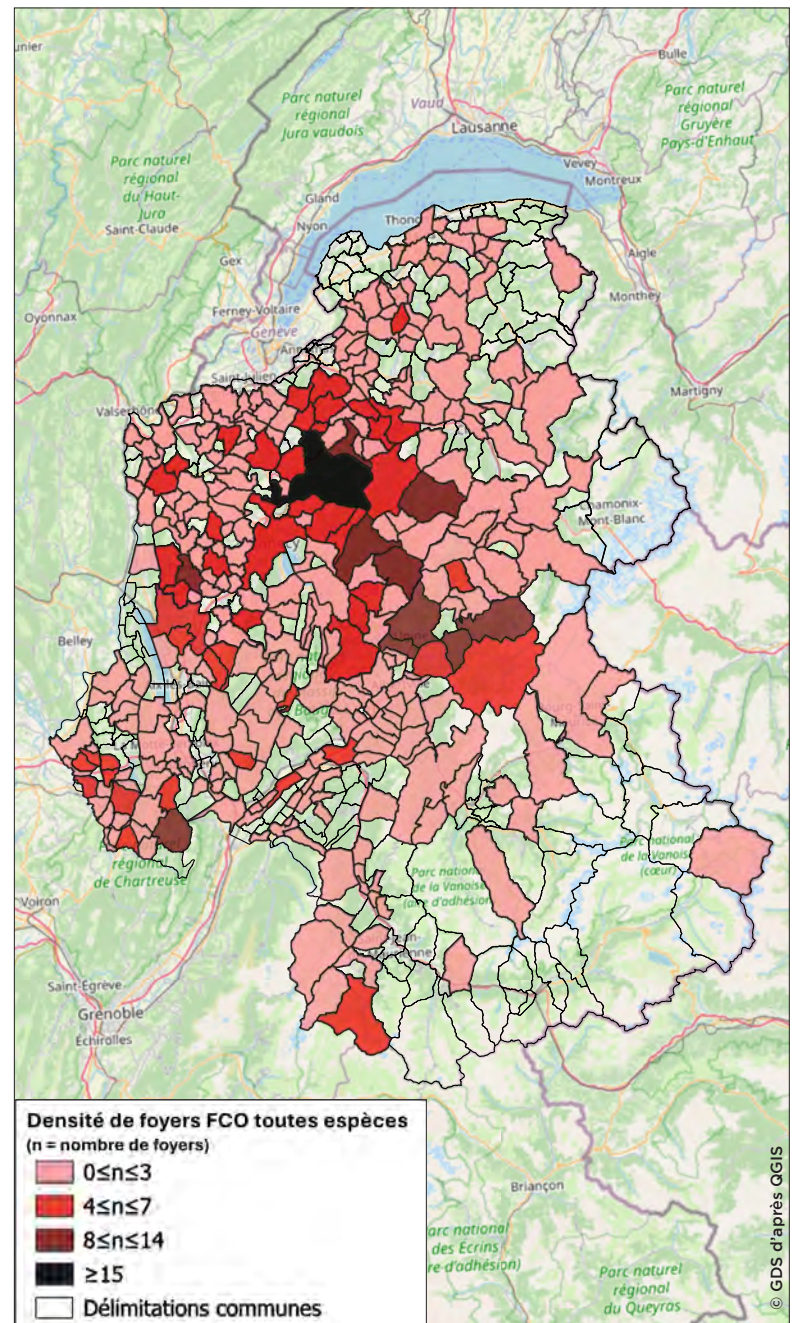 unier
Bulle
Parc naturel
régional
Jura vaudois
Vaud
Parc naturel
régional
Gruyère
Pays-d'Enhaut
Lausanne
Parc naturel
régional
du Haut-
Jura
Vevey
Montreux
Gland
Saint-Claude
Nyon
Thono
Gex
Aigle
Monthey
Oyonnax
Ferney-Voltaire
Genève
Saint-Julien
Valserhône
Martigny
Chamonix-
Mont-Blanc
Belley
Parc national
de la Vanoise
(cœur)
Parc national
de la Vanoise
(aire d'adhésion)
régional
de Chartreuse
Voiron
Saint-Égrève
Grenoble
Échirolles
Briançon
arc national
des Écrins
re d'adhésion)
Parc naturel
régional
du Queyras
Densité de foyers FCO toutes espèces
(n = nombre de foyers)
0≤n≤3
4≤n≤7
8≤n≤14
≥15
Délimitations communes
© GDS d'après QGIS